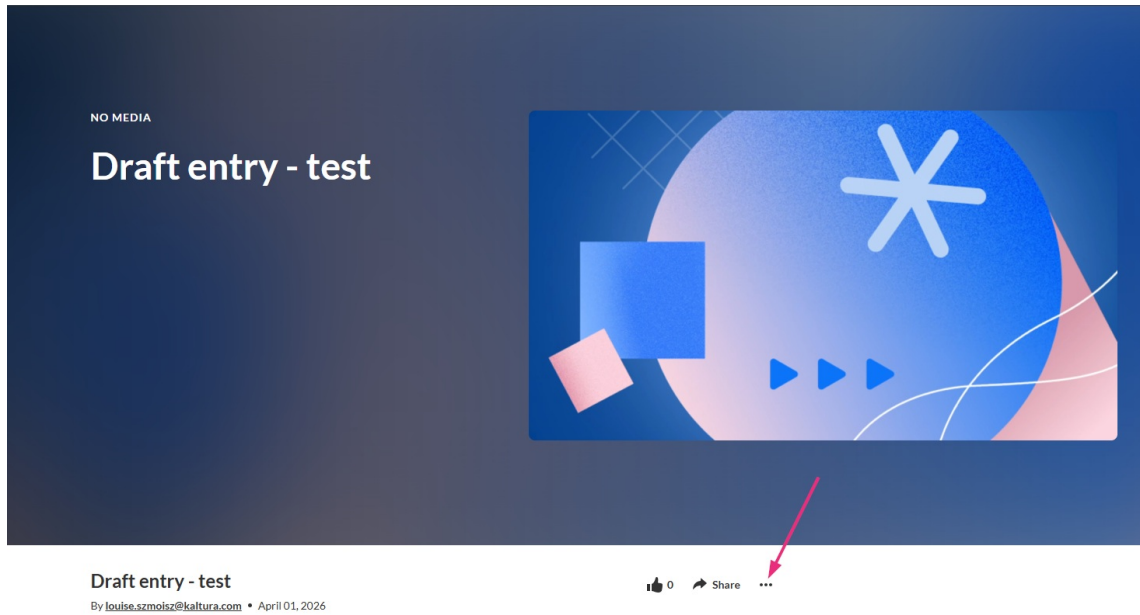 NO MEDIA
Draft entry - test
Draft entry - test
0 Share ...
By louise.szmoisz@kaltura.com • April 01, 2026